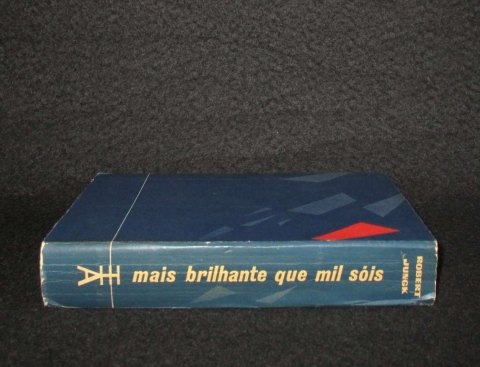 mais brilhante que mil sóis
ROBERT
JUNGK